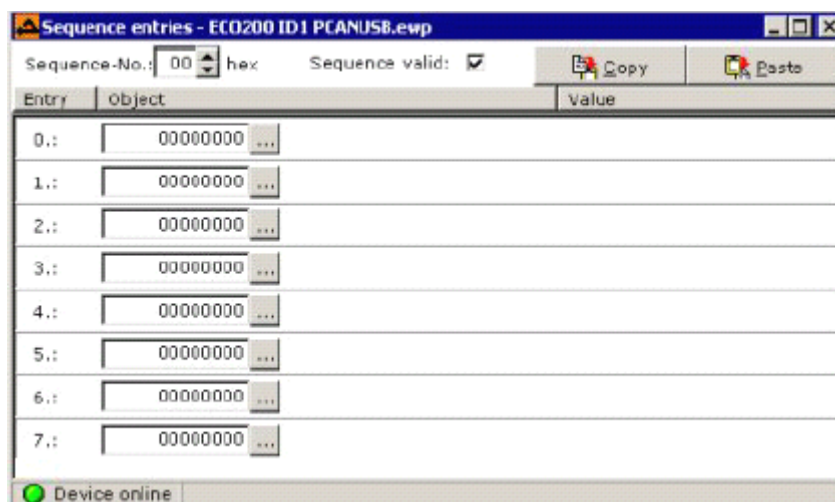 Sequence entries - ECO200 ID1 PCANUSB.ewp
Sequence-No.: 00 hex Sequence valid: Copy Paste
Entry Object Value
0.: 00000000 ...
1.: 00000000 ...
2.: 00000000 ...
3.: 00000000 ...
4.: 00000000 ...
5.: 00000000 ...
6.: 00000000 ...
7.: 00000000 ...
Device online